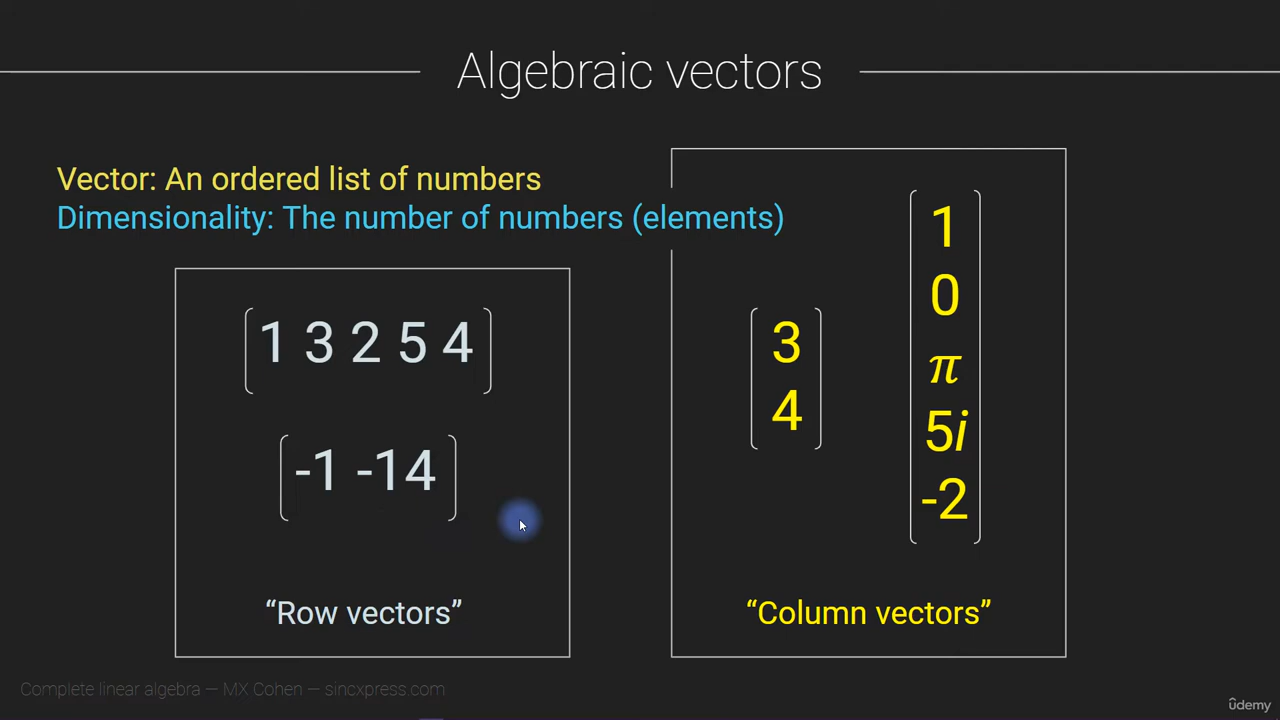 Algebraic vectors
Vector: An ordered list of numbers
Dimensionality: The number of numbers (elements)
1 3 2 5 4
-1 -14
“Row vectors”
3
4
1
0
π
5i
-2
“Column vectors”
Complete linear algebra — MX Cohen — sincxpress.com
ûdemy